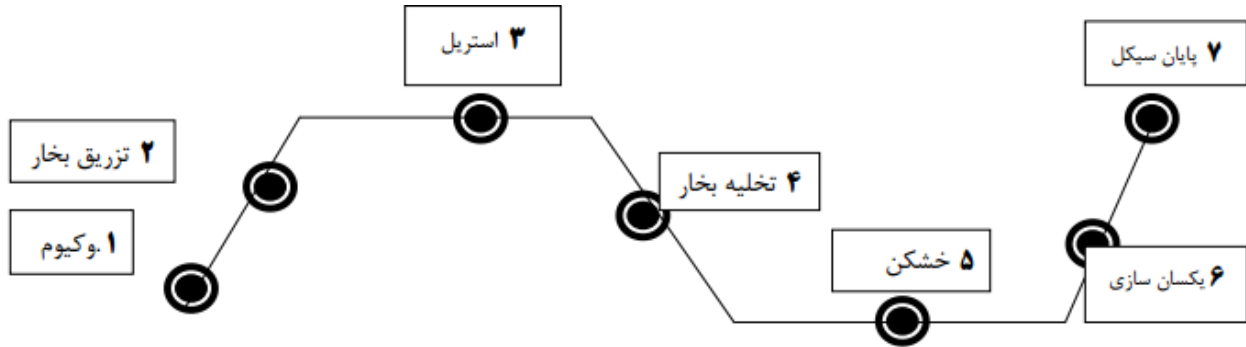 ۱.وکیوم
۲ تزریق بخار
۳ استریل
۴ تخلیه بخار
۵ خشکن
۶ یکسان سازی
۷ پایان سیکل